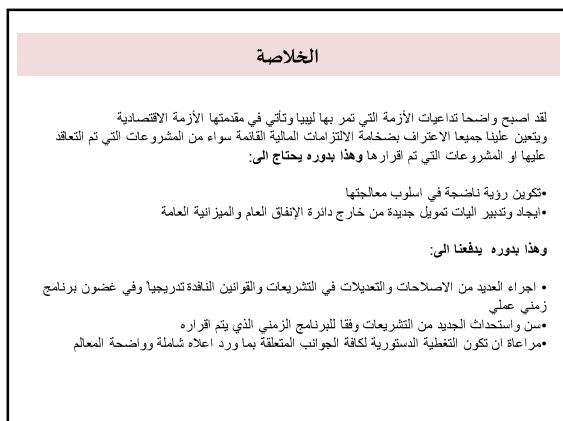 الخلاصة
لقد اصبح واضحا تداعيات الأزمة التي تمر بها ليبيا وتأتي في مقدمتها الأزمة الاقتصادية
ويتعين علينا جميعا الاعتراف بضخامة الالتزامات المالية القائمة سواء من المشروعات التي تم التعاقد
عليها او المشروعات التي تم اقرارها وهذا بدوره يحتاج الى:
•تكوين رؤية ناضجة في اسلوب معالجتها
•ايجاد وتدبير اليات تمويل جديدة من خارج دائرة الإنفاق العام والميزانية العامة
وهذا بدوره يدفعنا الى:
• اجراء العديد من الاصلاحات والتعديلات في التشريعات والقوانين النافدة تدريجياً وفي غضون برنامج
زمني عملي
•سن واستحداث الجديد من التشريعات وفقا للبرنامج الزمني الذي يتم اقراره
•مراعاة ان تكون التغطية الدستورية لكافة الجوانب المتعلقة بما ورد اعلاه شاملة وواضحة المعالم